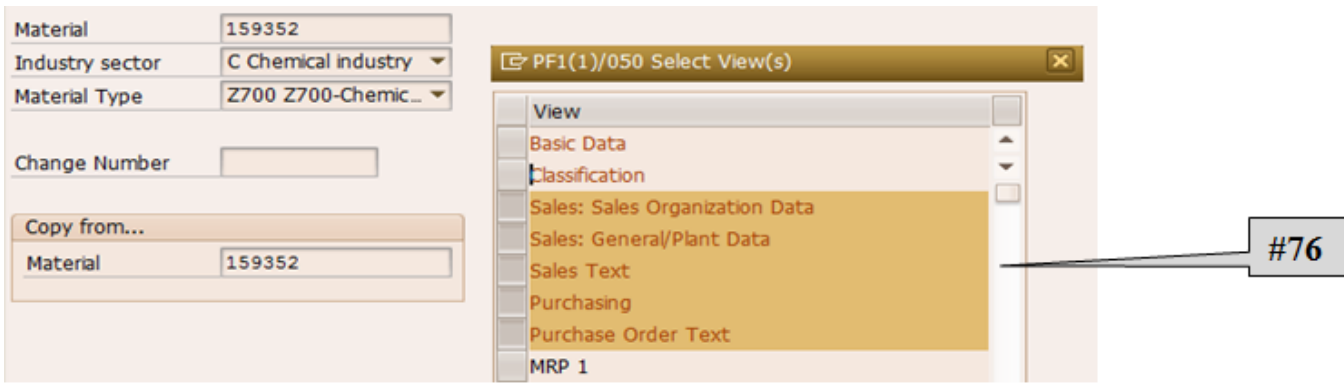 Material 159352
Industry sector C Chemical industry
Material Type Z700 Z700-Chemic...
Change Number
Copy from...
Material 159352
PF1(1)/050 Select View(s)
View
Basic Data
Classification
Sales: Sales Organization Data
Sales: General/Plant Data
Sales Text
Purchasing
Purchase Order Text
MRP 1
#76